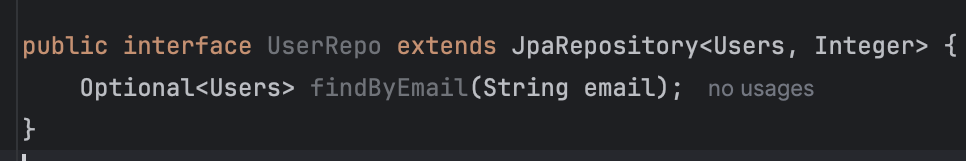 public interface UserRepo extends JpaRepository<Users, Integer> {
    Optional<Users> findByEmail(String email); no usages
}